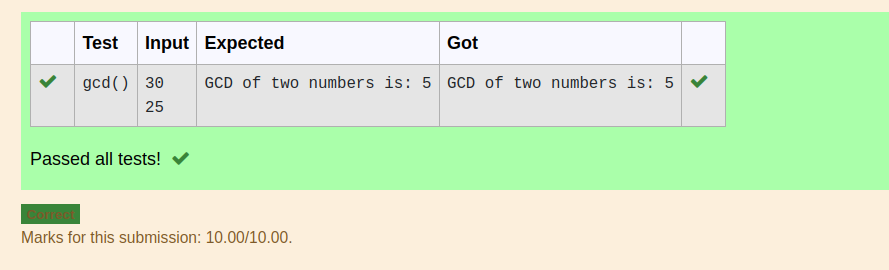 Test Input Expected Got
gcd() 30 GCD of two numbers is: 5 GCD of two numbers is: 5
25
Passed all tests!
Correct
Marks for this submission: 10.00/10.00.